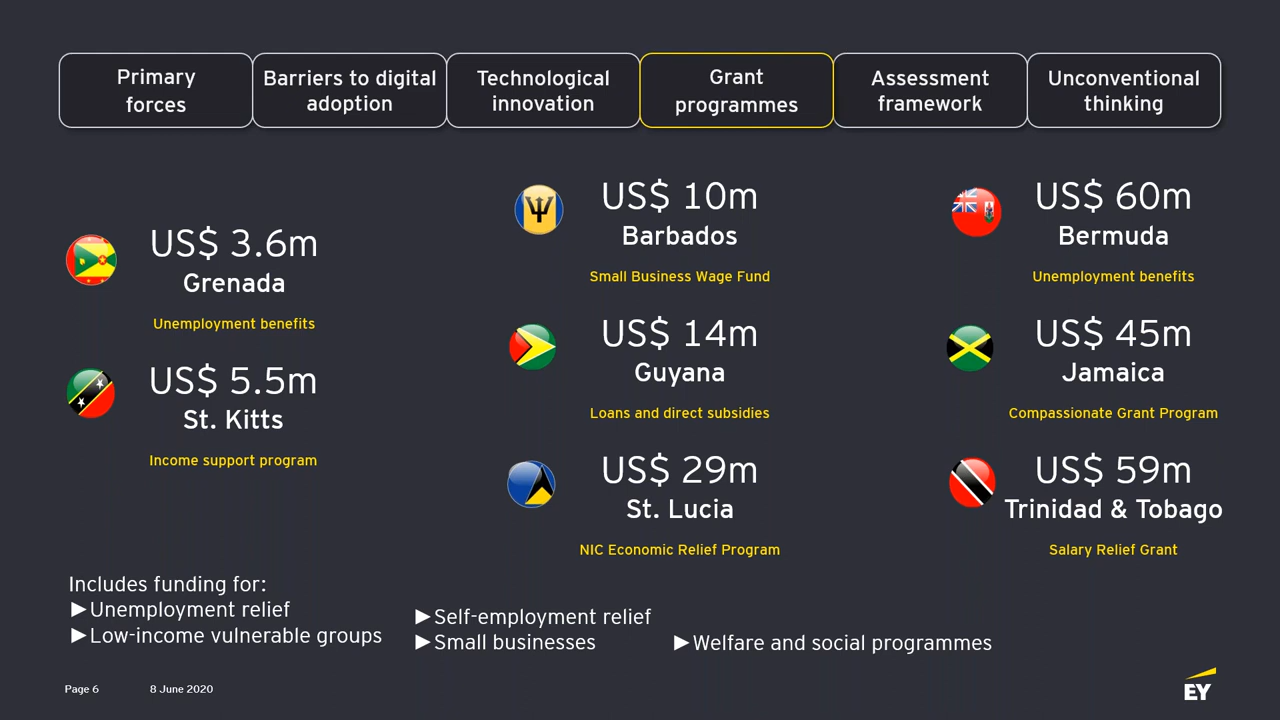 Primary
forces
Barriers to digital
adoption
Technological
innovation
Grant
programmes
Assessment
framework
Unconventional
thinking
US$ 3.6m
Grenada
Unemployment benefits
US$ 5.5m
St. Kitts
Income support program
US$ 10m
Barbados
Small Business Wage Fund
US$ 14m
Guyana
Loans and direct subsidies
US$ 29m
St. Lucia
NIC Economic Relief Program
US$ 60m
Bermuda
Unemployment benefits
US$ 45m
Jamaica
Compassionate Grant Program
US$ 59m
Trinidad & Tobago
Salary Relief Grant
Includes funding for:
►Unemployment relief
►Low-income vulnerable groups
►Self-employment relief
►Small businesses
►Welfare and social programmes
Page 6
8 June 2020
EY